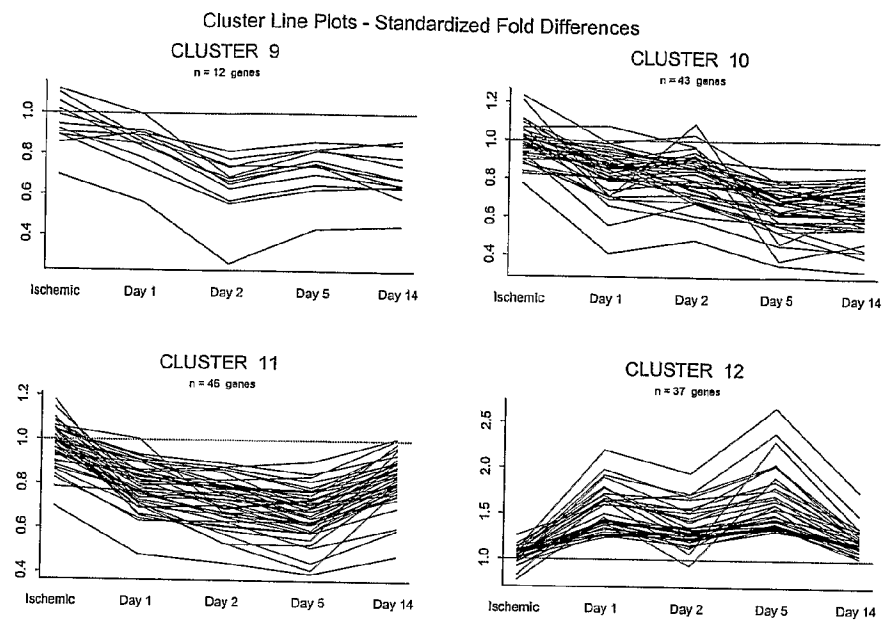 Cluster Line Plots - Standardized Fold Differences
CLUSTER 9
n = 12 genes
1.0
0.8
0.6
0.4
Ischemic Day 1 Day 2 Day 5 Day 14
CLUSTER 10
n = 43 genes
1.2
1.0
0.8
0.6
0.4
Ischemic Day 1 Day 2 Day 5 Day 14
CLUSTER 11
n = 46 genes
1.2
1.0
0.8
0.6
0.4
Ischemic Day 1 Day 2 Day 5 Day 14
CLUSTER 12
n = 37 genes
2.5
2.0
1.5
1.0
Ischemic Day 1 Day 2 Day 5 Day 14